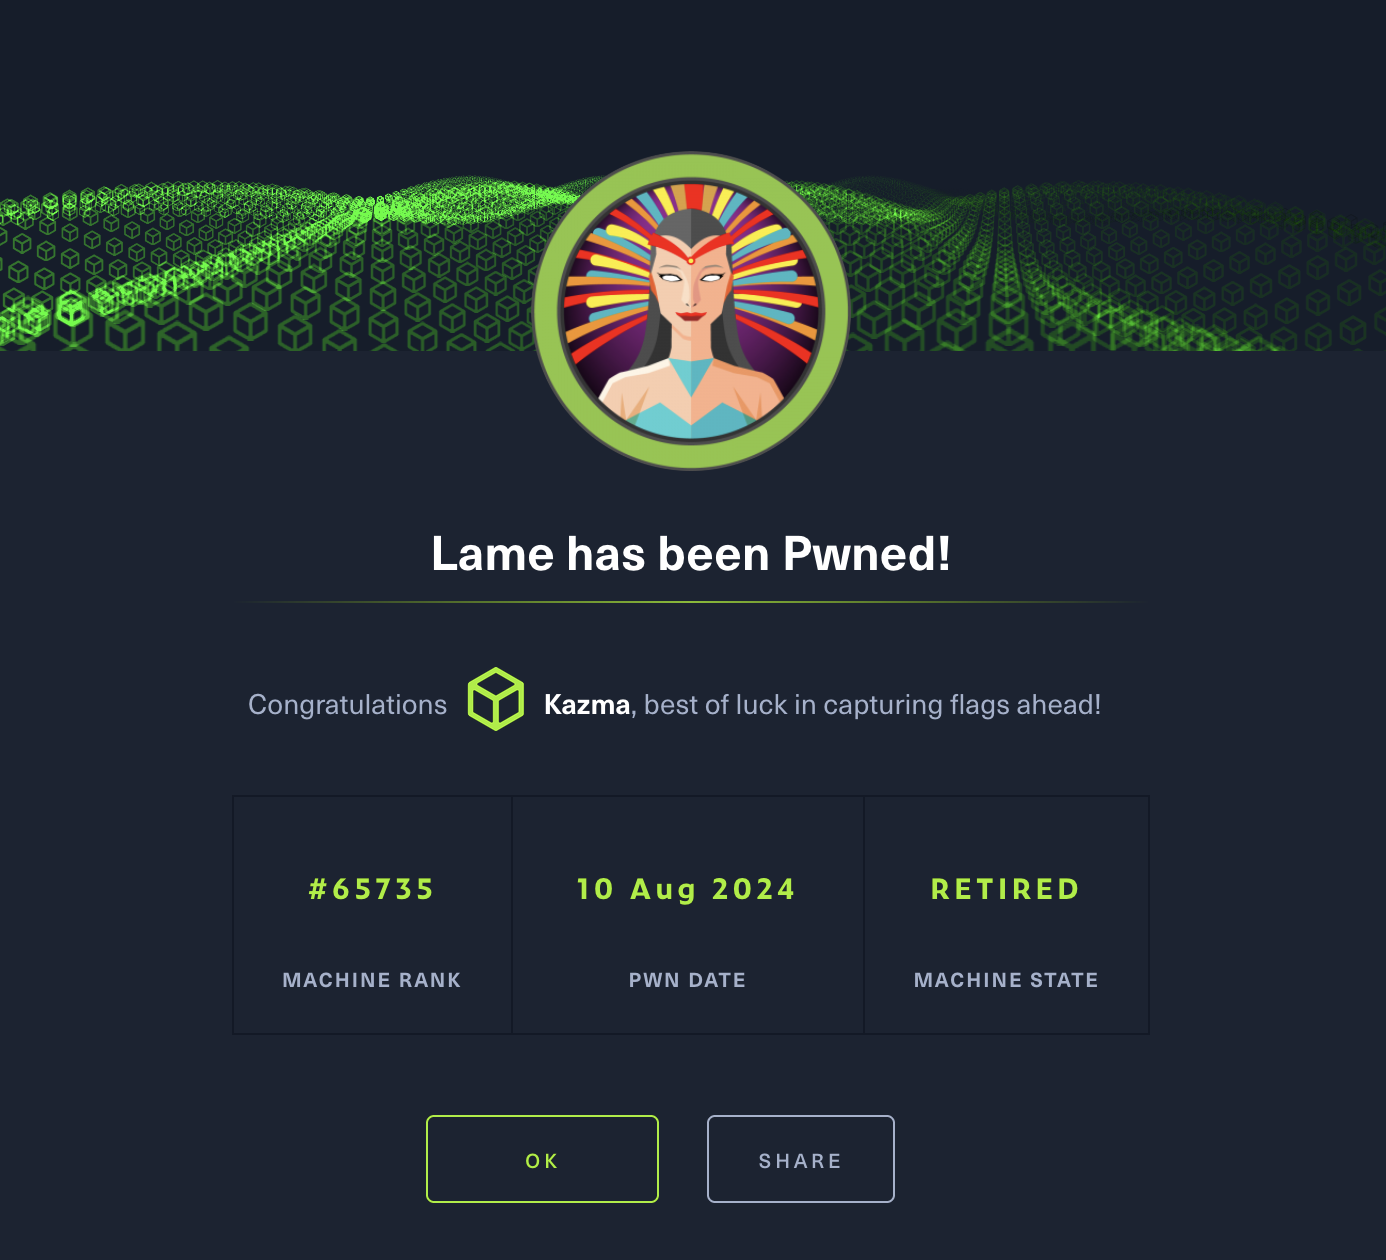 Lame has been Pwned!
Congratulations Kazma, best of luck in capturing flags ahead!
#65735 10 Aug 2024 RETIRED
MACHINE RANK PWN DATE MACHINE STATE
OK SHARE